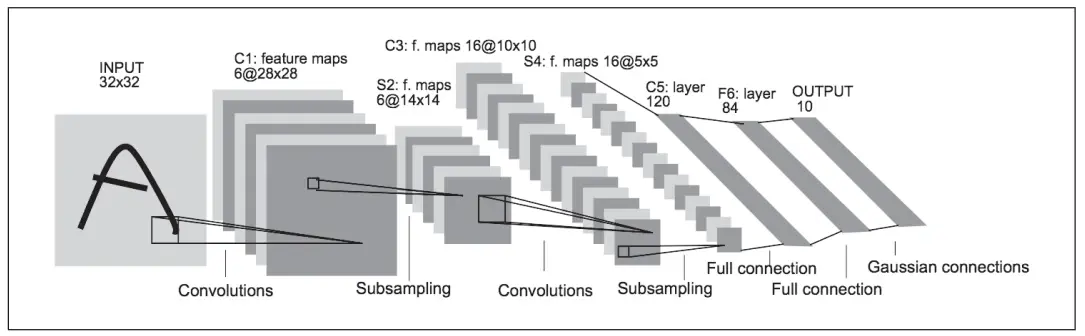 INPUT
32x32
C1: feature maps
6@28x28
S2: f. maps
6@14x14
C3: f. maps 16@10x10
S4: f. maps 16@5x5
C5: layer
120
F6: layer
84
OUTPUT
10
Convolutions
Subsampling
Convolutions
Subsampling
Full connection
Full connection
Gaussian connections